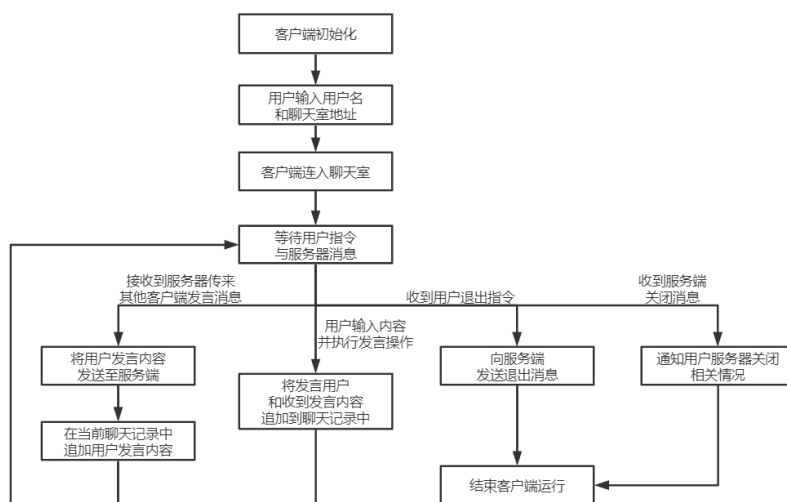 客户端初始化
用户输入用户名
和聊天室地址
客户端连入聊天室
等待用户指令
与服务器消息
接收到服务器传来
其他客户端发言消息
用户输入内容
并执行发言操作
收到用户退出指令
收到服务端
关闭消息
将用户发言内容
发送至服务端
将发言用户
和收到发言内容
追加到聊天记录中
向服务端
发送退出消息
通知用户服务器关闭
相关情况
在当前聊天记录中
追加用户发言内容
结束客户端运行